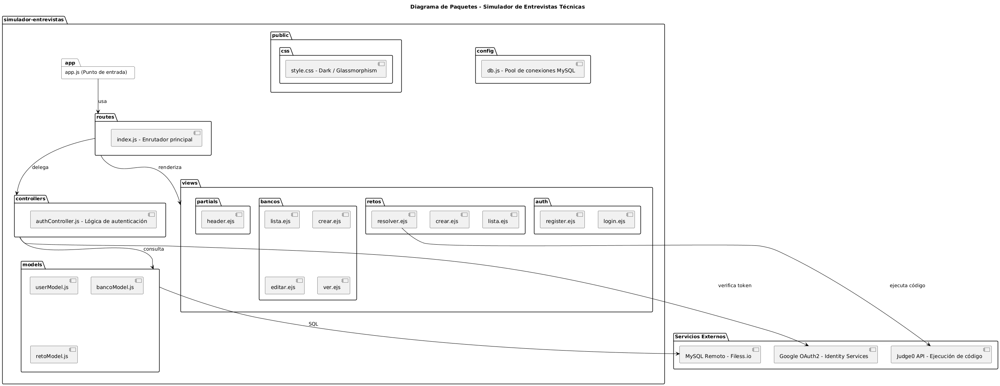 Diagrama de Paquetes - Simulador de Entrevistas Técnicas
simulador-entrevistas
public
css
style.css - Dark / Glassmorphism
config
db.js - Pool de conexiones MySQL
app
app.js (Punto de entrada)
usa
routes
index.js - Enrutador principal
delega
renderiza
controllers
authController.js - Lógica de autenticación
views
partials
header.ejs
bancos
lista.ejs
crear.ejs
editar.ejs
ver.ejs
retos
resolver.ejs
crear.ejs
lista.ejs
auth
register.ejs
login.ejs
consulta
models
userModel.js
bancoModel.js
retoModel.js
verifica token
ejecuta código
SQL
Servicios Externos
MySQL Remoto - Filess.io
Google OAuth2 - Identity Services
Judge0 API - Ejecución de código